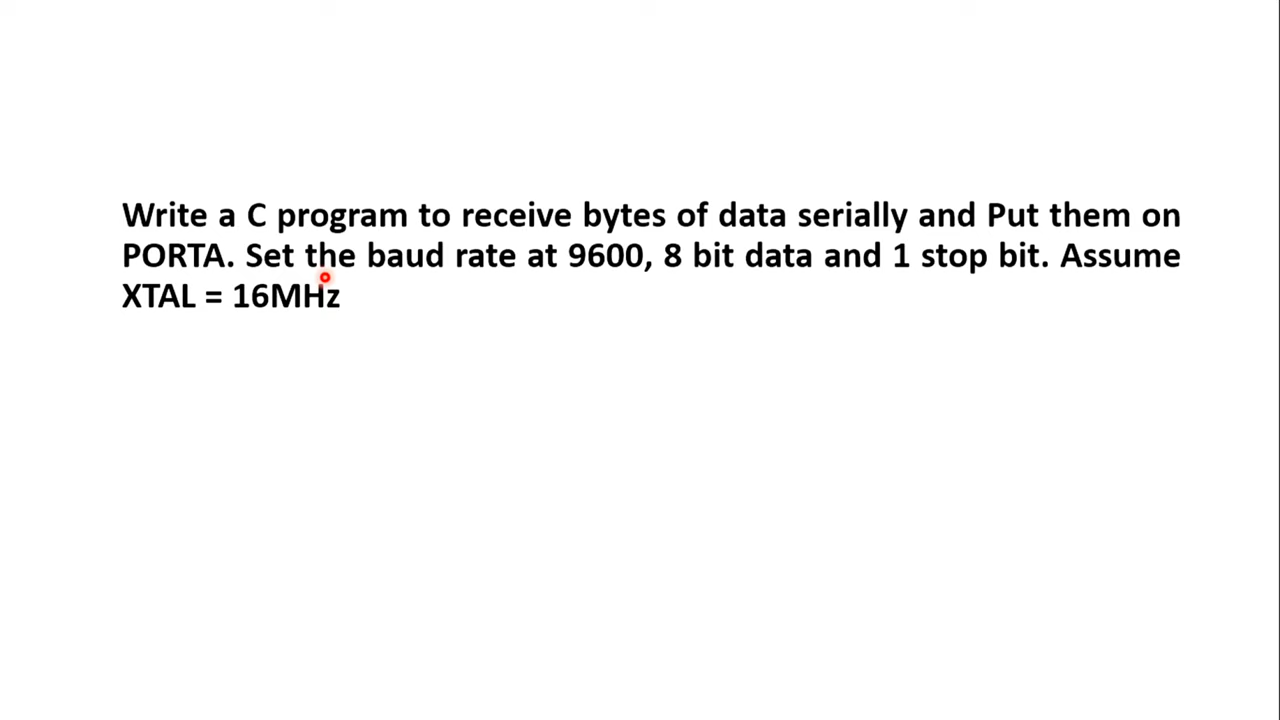 Write a C program to receive bytes of data serially and Put them on
PORTA. Set the baud rate at 9600, 8 bit data and 1 stop bit. Assume
XTAL = 16MHz